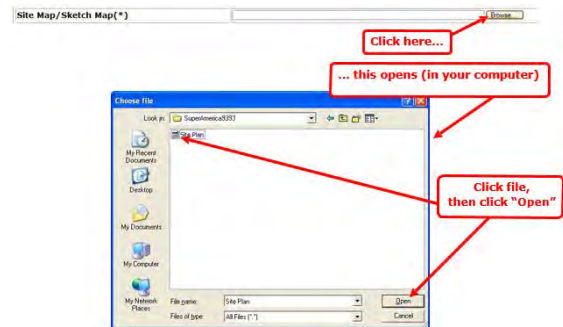 Site Map/Sketch Map(*)
Browse...
Click here...
... this opens (in your computer)
Choose file
Look in:
SuperAmerica9393
Site Plan
My Recent
Documents
Desktop
My Documents
My Computer
My Network
Places
Click file,
then click “Open”
File name:
Site Plan
Open
Files of type:
All Files (*.*)
Cancel